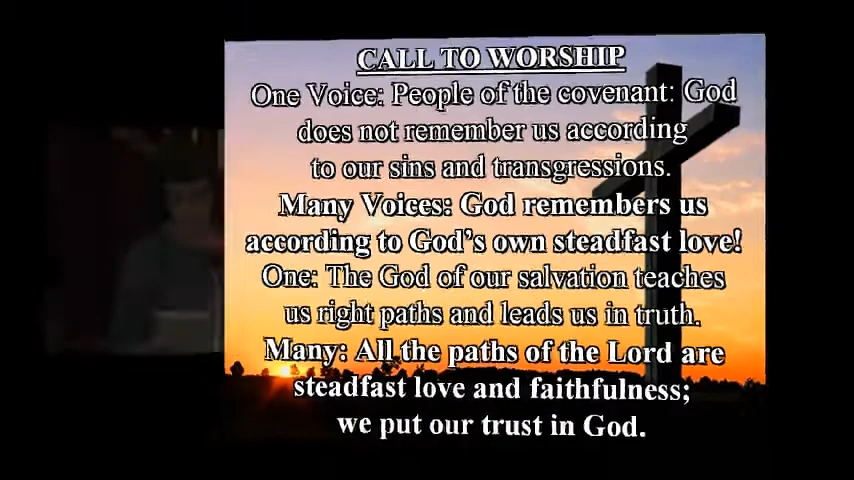 CALL TO WORSHIP
One Voice: People of the covenant: God
does not remember us according
to our sins and transgressions.
Many Voices: God remembers us
according to God's own steadfast love!
One: The God of our salvation teaches
us right paths and leads us in truth.
Many: All the paths of the Lord are
steadfast love and faithfulness;
we put our trust in God.